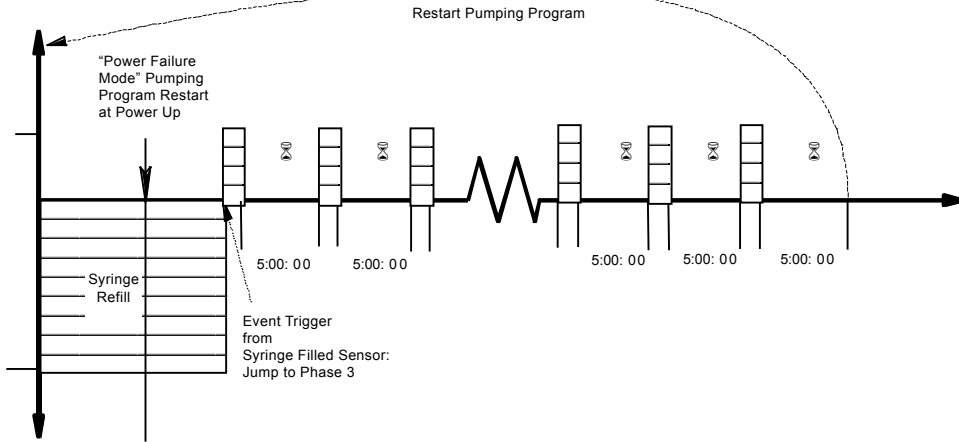 Restart Pumping Program
“Power Failure
Mode” Pumping
Program Restart
at Power Up
5:00: 00
5:00: 00
5:00: 00
5:00: 00
5:00: 00
Syringe
Refill
Event Trigger
from
Syringe Filled Sensor:
Jump to Phase 3